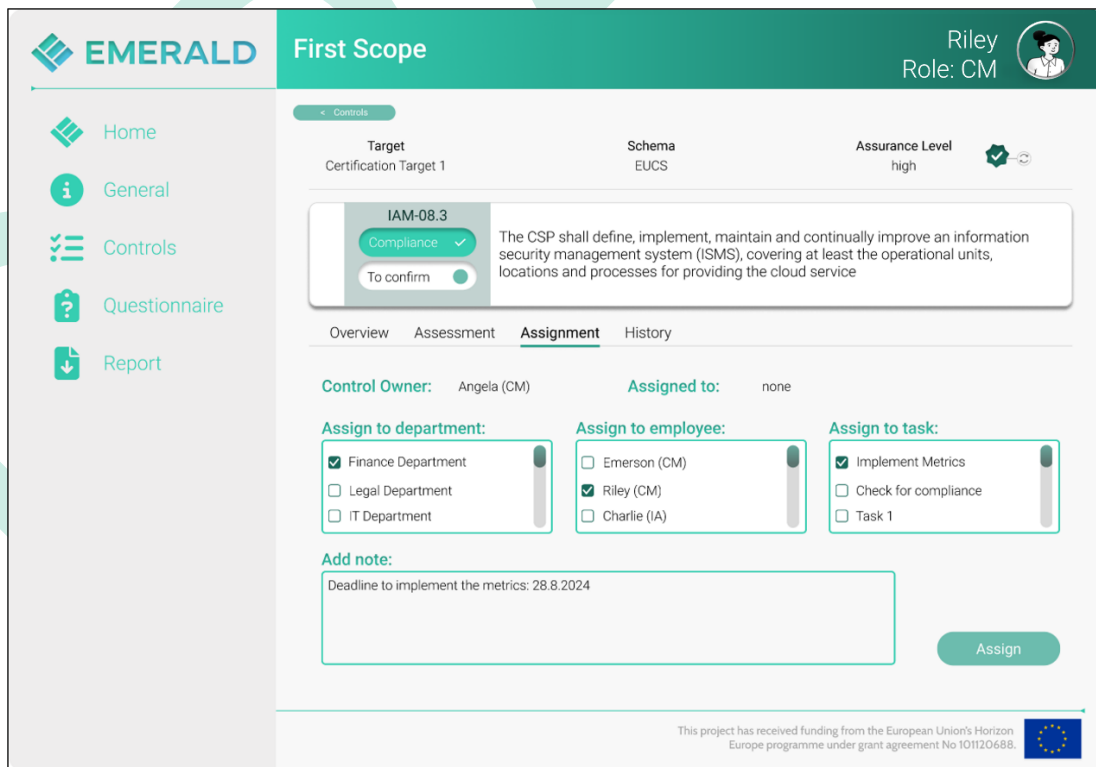 EMERALD
First Scope
Riley
Role: CM
Home
General
Controls
Questionnaire
Report
< Controls
Target
Certification Target 1
Schema
EUCS
Assurance Level
high
IAM-08.3
Compliance
To confirm
The CSP shall define, implement, maintain and continually improve an information
security management system (ISMS), covering at least the operational units,
locations and processes for providing the cloud service
Overview Assessment Assignment History
Control Owner: Angela (CM) Assigned to: none
Assign to department:
Finance Department
Legal Department
IT Department
Assign to employee:
Emerson (CM)
Riley (CM)
Charlie (IA)
Assign to task:
Implement Metrics
Check for compliance
Task 1
Add note:
Deadline to implement the metrics: 28.8.2024
Assign
This project has received funding from the European Union's Horizon
Europe programme under grant agreement No 101120688.